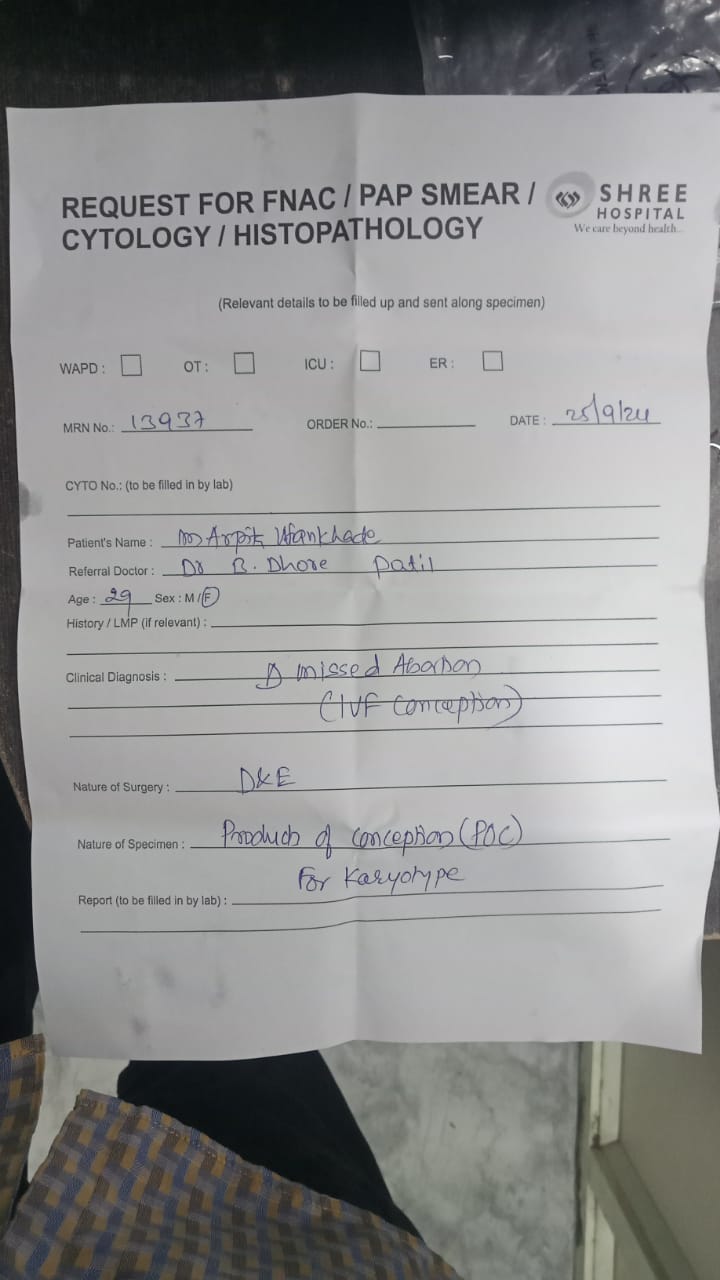 REQUEST FOR FNAC / PAP SMEAR /
CYTOLOGY / HISTOPATHOLOGY
SHREE
HOSPITAL
We care beyond health...
(Relevant details to be filled up and sent along specimen)
WAPD : OT : ICU : ER :
MRN No.: 13937 ORDER No.: DATE : 25/9/24
CYTO No.: (to be filled in by lab)
Patient's Name : Arpit Wankhade
Referral Doctor : Dr B. Dhore Patil
Age : 29 Sex : M / F
History / LMP (if relevant) :
Clinical Diagnosis : missed Abortion
(IVF conception)
Nature of Surgery : D&E
Nature of Specimen : Products of conception (POC)
For Karyotype
Report (to be filled in by lab) :